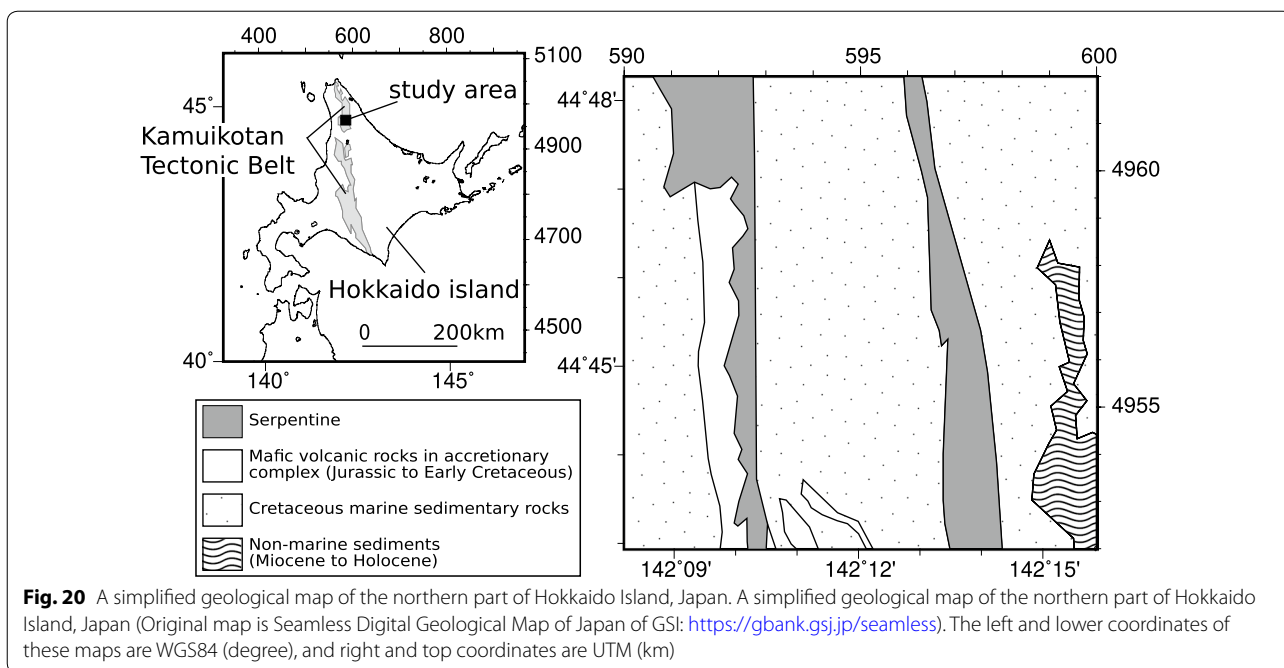 400 600 800
5100
4900
4700
4500
45˚
40˚
140˚ 145˚
study area
Kamuikotan
Tectonic Belt
Hokkaido island
0 200km
590 595 600
44˚48'
44˚45'
4960
4955
142˚09' 142˚12' 142˚15'
Serpentine
Mafic volcanic rocks in accretionary
complex (Jurassic to Early Cretaceous)
Cretaceous marine sedimentary rocks
Non-marine sediments
(Miocene to Holocene)
Fig. 20 A simplified geological map of the northern part of Hokkaido Island, Japan. A simplified geological map of the northern part of Hokkaido
Island, Japan (Original map is Seamless Digital Geological Map of Japan of GSI: https://gbank.gsj.jp/seamless). The left and lower coordinates of
these maps are WGS84 (degree), and right and top coordinates are UTM (km)